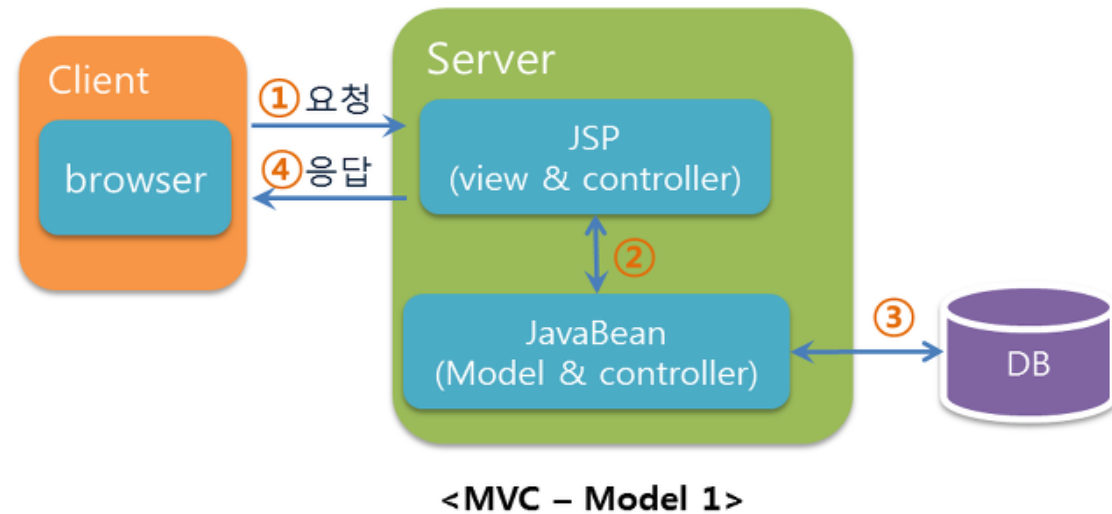 Client
browser
① 요청
④ 응답
Server
JSP
(view & controller)
②
JavaBean
(Model & controller)
③
DB
<MVC – Model 1>